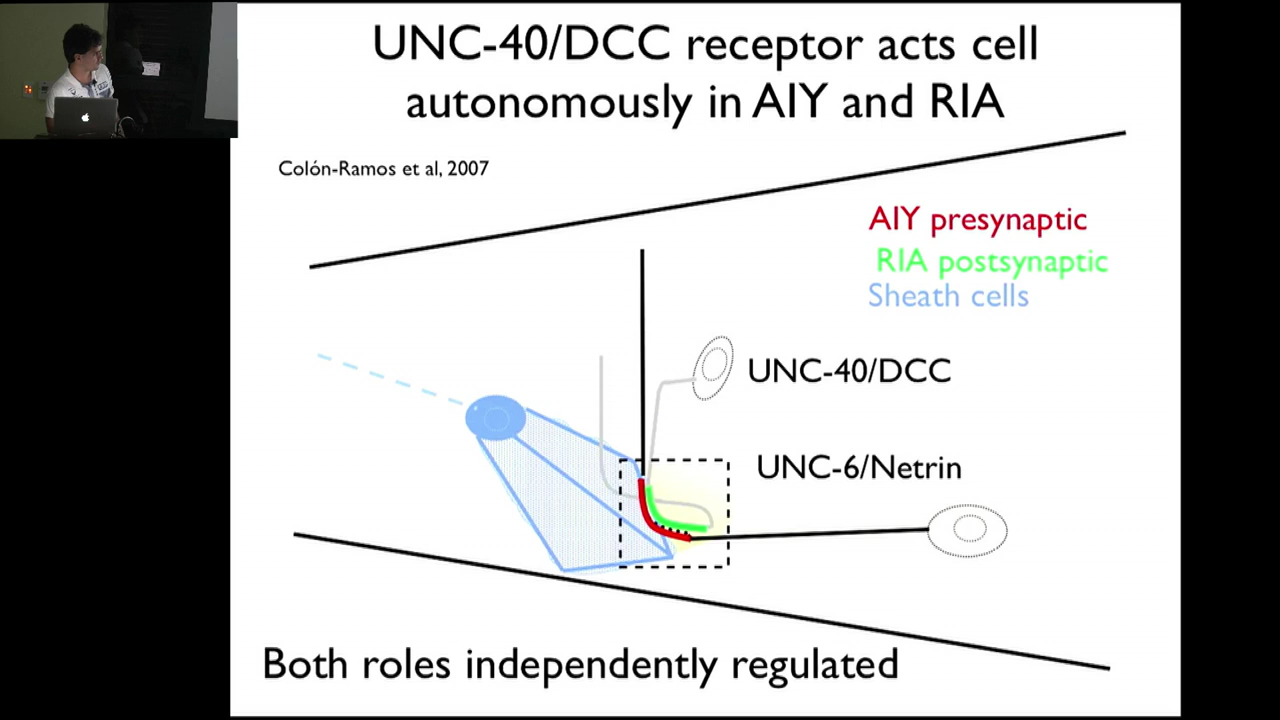 UNC-40/DCC receptor acts cell
autonomously in AIY and RIA
Colón-Ramos et al, 2007
AIY presynaptic
RIA postsynaptic
Sheath cells
UNC-40/DCC
UNC-6/Netrin
Both roles independently regulated